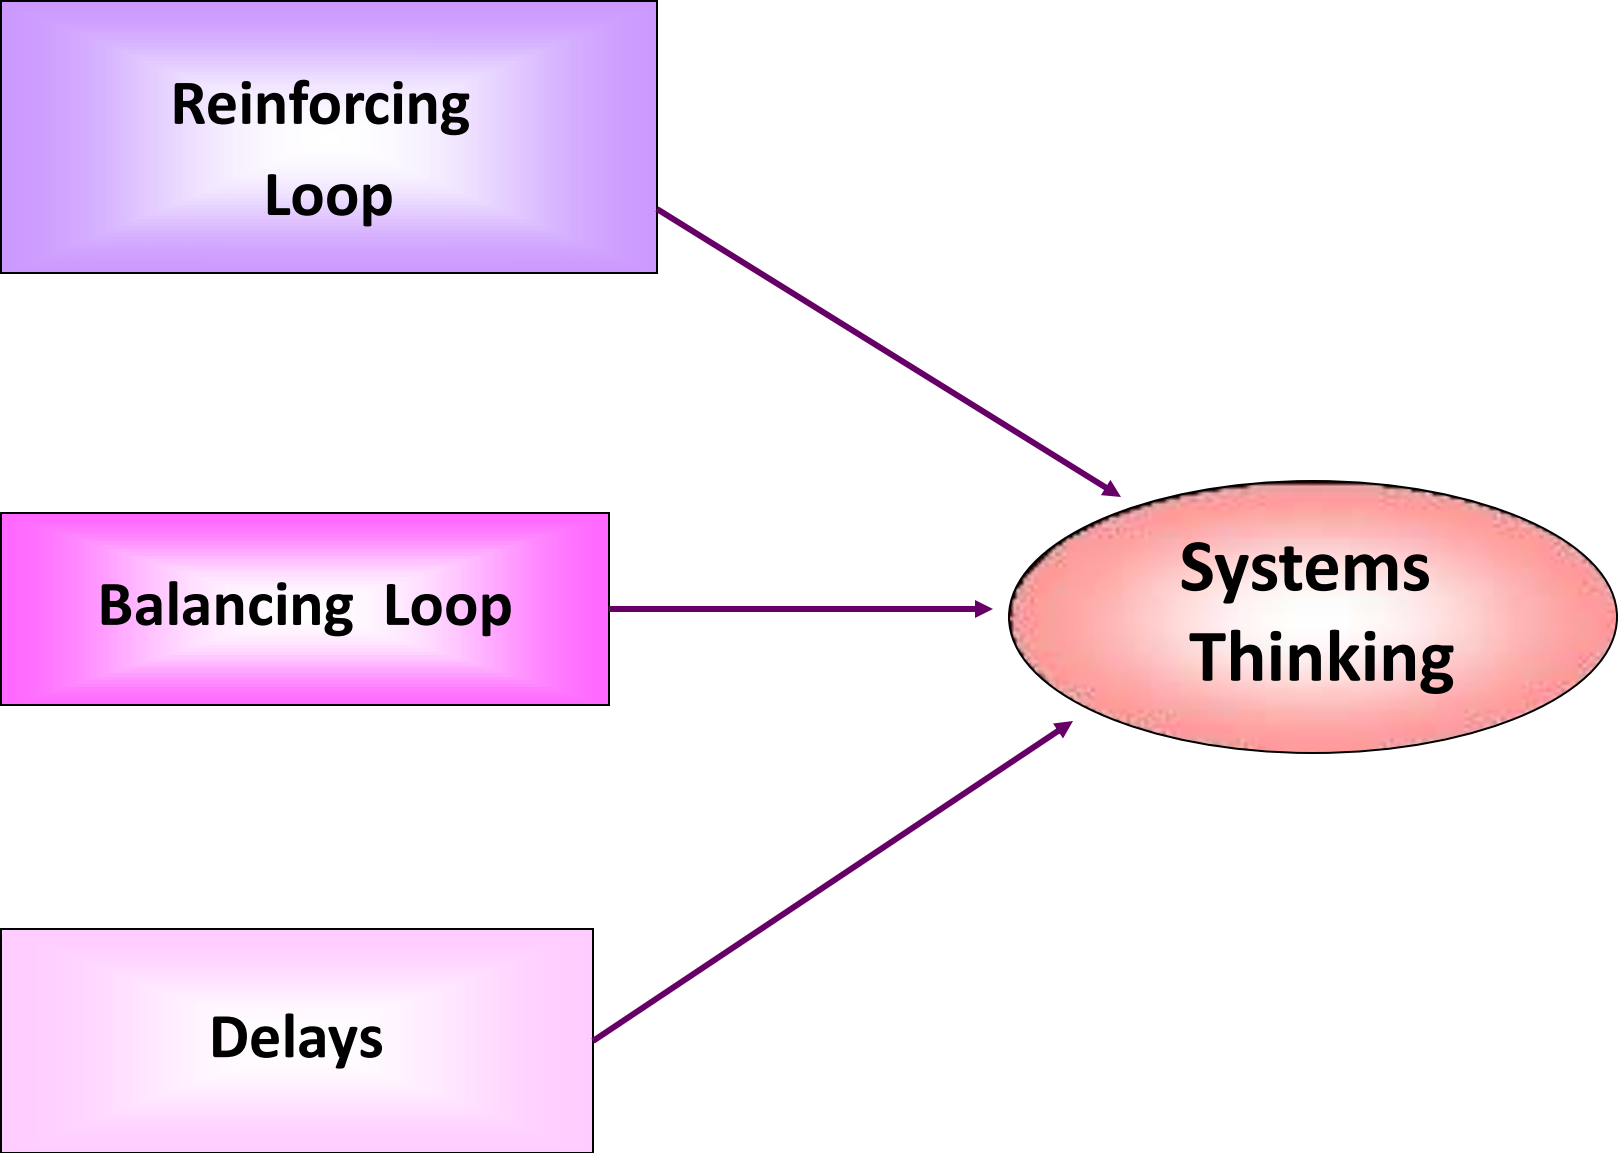 Reinforcing
Loop
Balancing Loop
Systems
Thinking
Delays